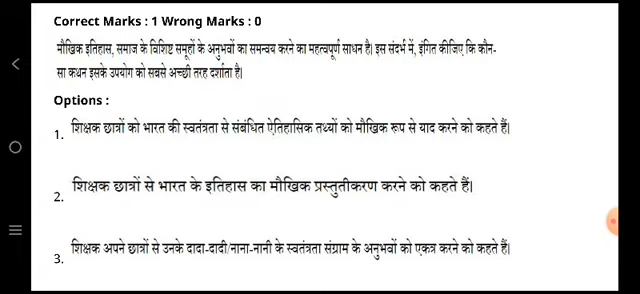 Correct Marks : 1 Wrong Marks : 0
मौखिक इतिहास, समाज के विशिष्ट समूहों के अनुभवों का समन्वय करने का महत्वपूर्ण साधन है। इस संदर्भ में, इंगित कीजिए कि कौन-
सा कथन इसके उपयोग को सबसे अच्छी तरह दर्शाता है।
Options :
1. शिक्षक छात्रों को भारत की स्वतंत्रता से संबंधित ऐतिहासिक तथ्यों को मौखिक रूप से याद करने को कहते हैं।
2. शिक्षक छात्रों से भारत के इतिहास का मौखिक प्रस्तुतीकरण करने को कहते हैं।
3. शिक्षक अपने छात्रों से उनके दादा-दादी/नाना-नानी के स्वतंत्रता संग्राम के अनुभवों को एकत्र करने को कहते हैं।